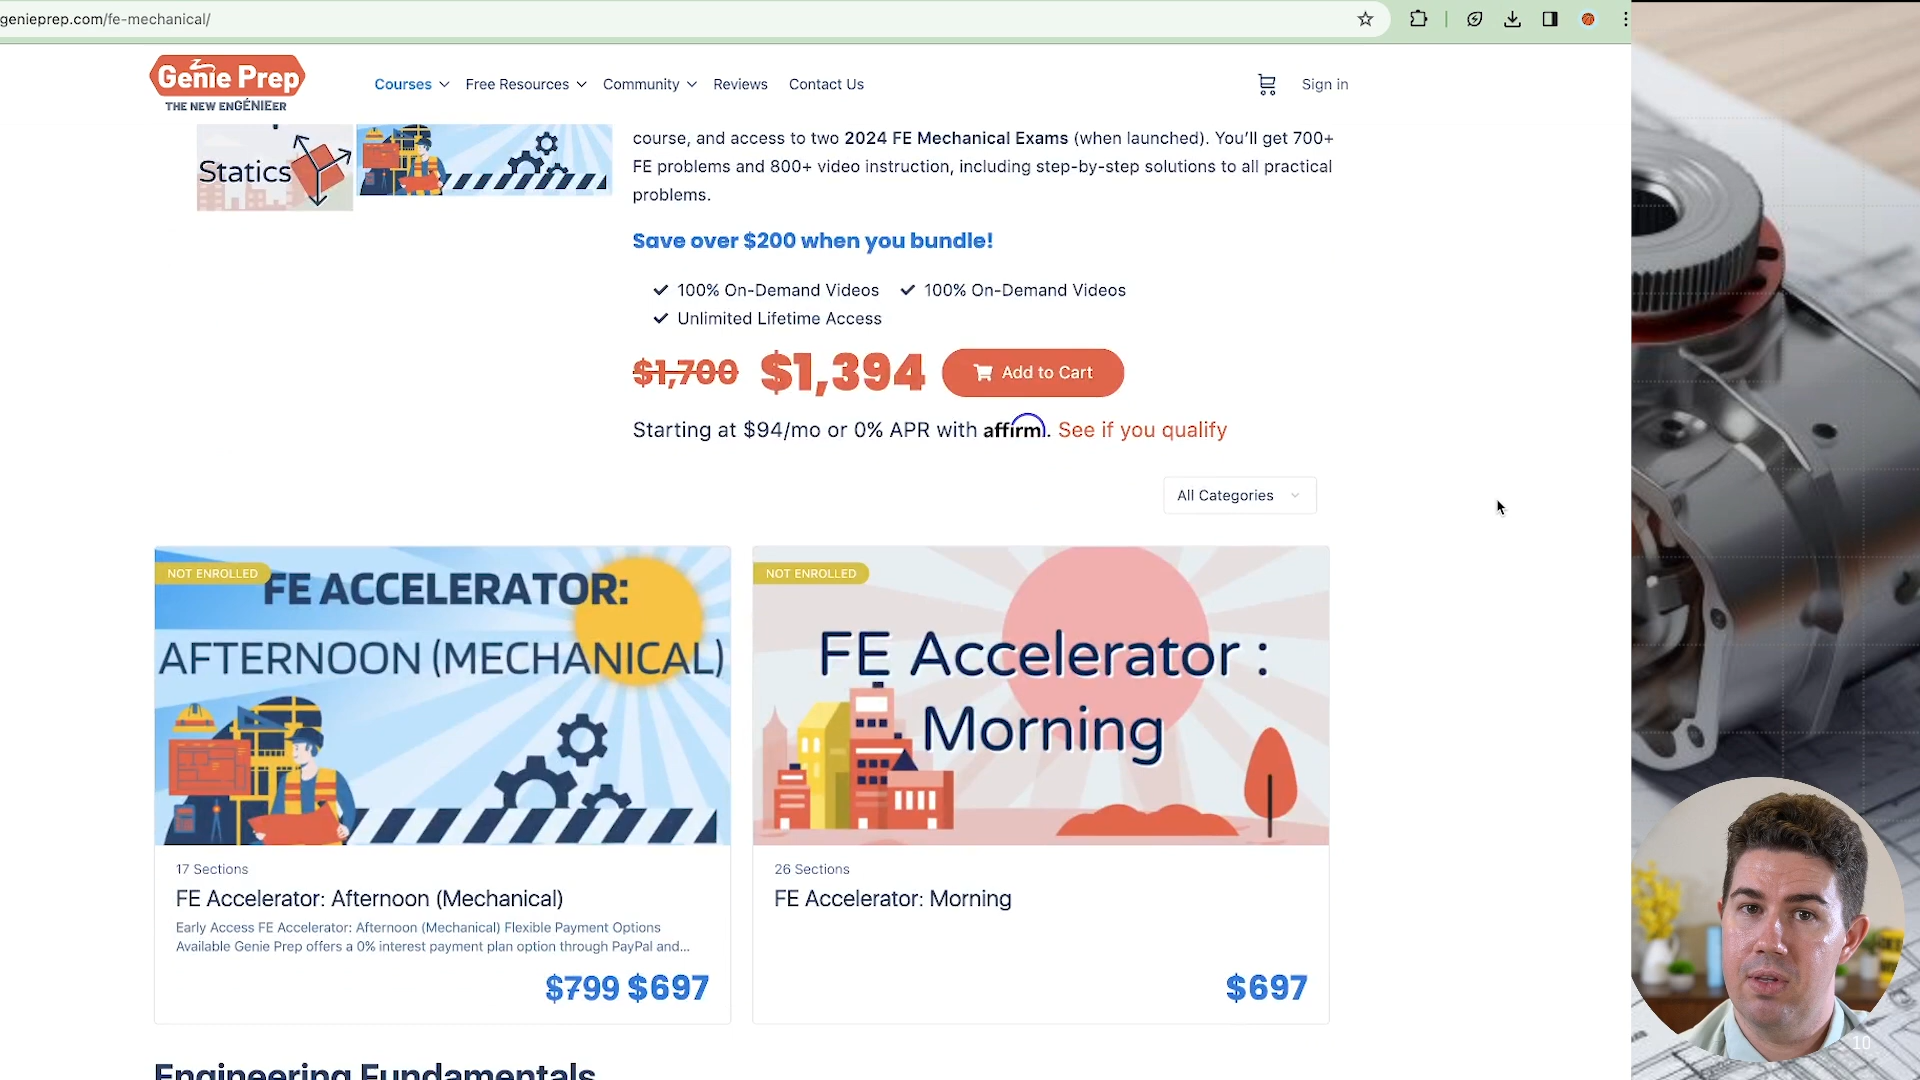 genieprep.com/fe-mechanical/
Genie Prep
THE NEW ENGÉNIEER
Courses
Free Resources
Community
Reviews
Contact Us
Sign in
Statics
course, and access to two 2024 FE Mechanical Exams (when launched). You’ll get 700+
FE problems and 800+ video instruction, including step-by-step solutions to all practical
problems.
Save over $200 when you bundle!
100% On-Demand Videos
100% On-Demand Videos
Unlimited Lifetime Access
$1,700 $1,394
Add to Cart
Starting at $94/mo or 0% APR with affirm. See if you qualify
All Categories
NOT ENROLLED
FE ACCELERATOR:
AFTERNOON (MECHANICAL)
17 Sections
FE Accelerator: Afternoon (Mechanical)
Early Access FE Accelerator: Afternoon (Mechanical) Flexible Payment Options
Available Genie Prep offers a 0% interest payment plan option through PayPal and...
$799 $697
NOT ENROLLED
FE Accelerator :
Morning
26 Sections
FE Accelerator: Morning
$697
Engineering Fundamentals
10